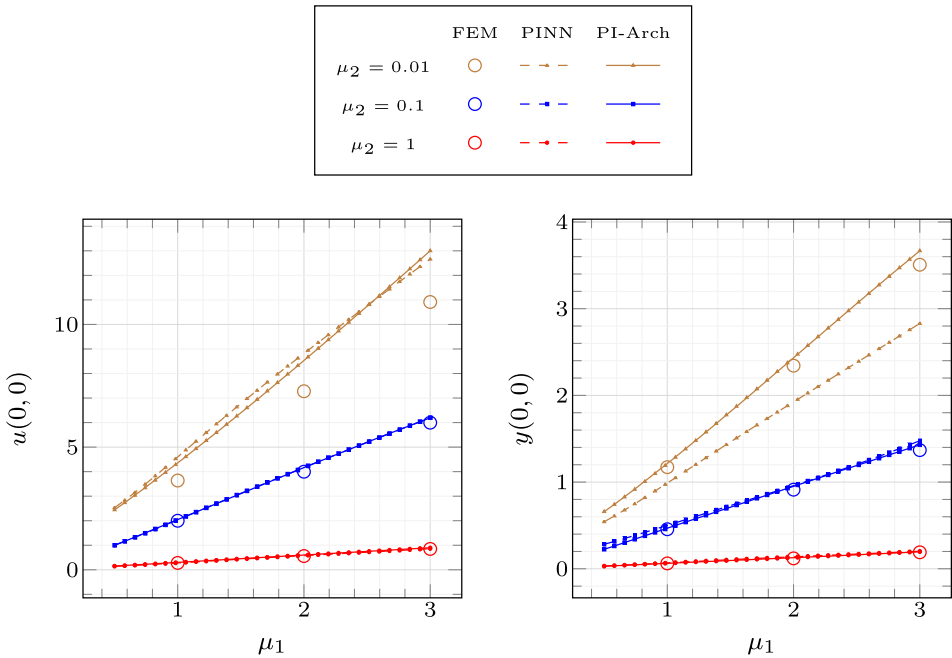 FEM PINN PI-Arch
μ₂ = 0.01
μ₂ = 0.1
μ₂ = 1
u(0, 0)
10
5
0
1 2 3
μ₁
y(0, 0)
4
3
2
1
0
1 2 3
μ₁